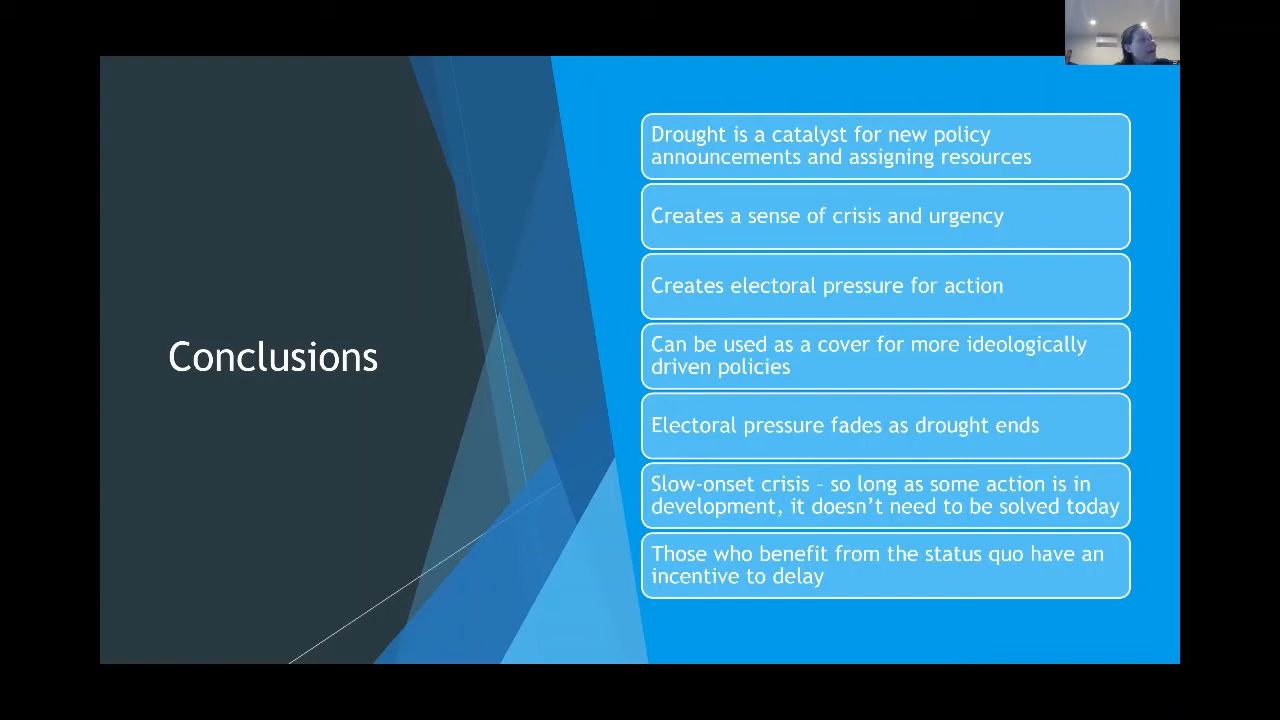 Conclusions
Drought is a catalyst for new policy
announcements and assigning resources
Creates a sense of crisis and urgency
Creates electoral pressure for action
Can be used as a cover for more ideologically
driven policies
Electoral pressure fades as drought ends
Slow-onset crisis – so long as some action is in
development, it doesn’t need to be solved today
Those who benefit from the status quo have an
incentive to delay